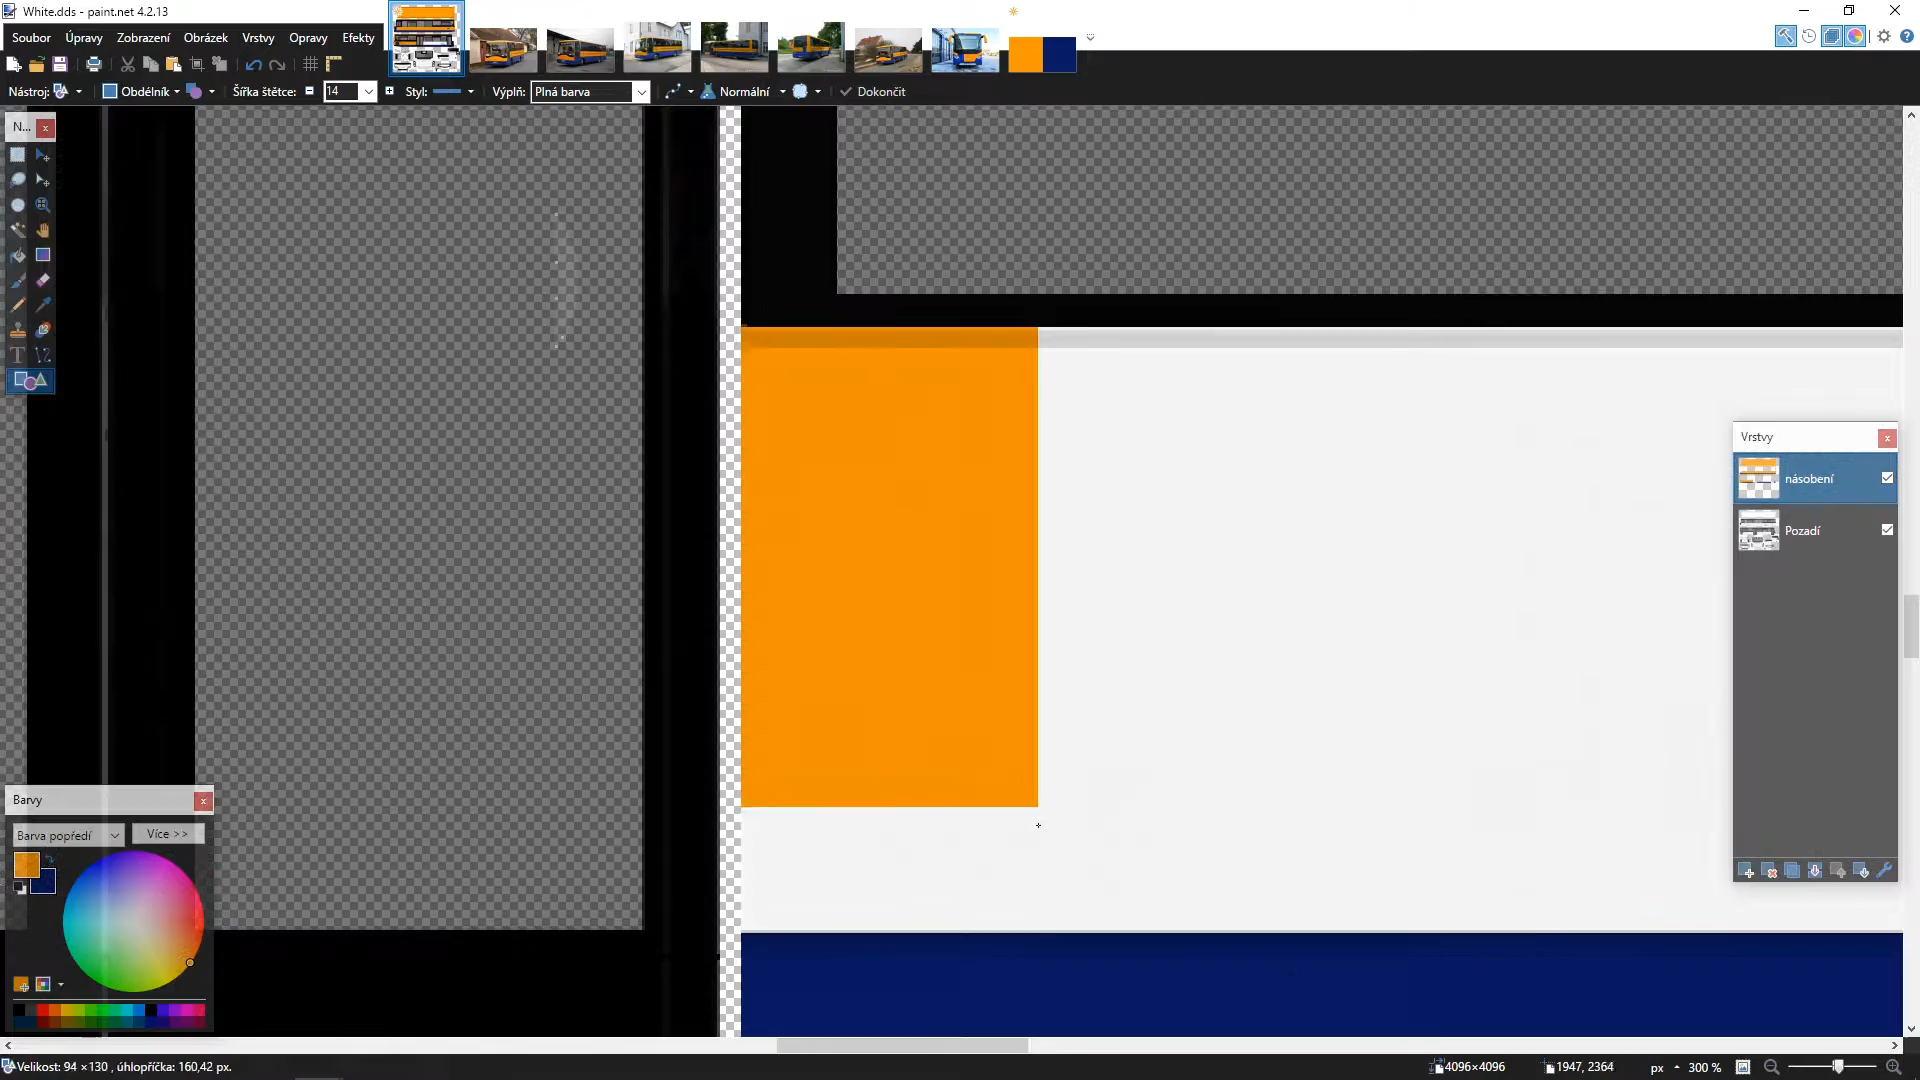 White.dds - paint.net 4.2.13
Soubor Úpravy Zobrazení Obrázek Vrstvy Opravy Efekty
Nástroj: Obdélník Šířka štětce: 14 Styl: Výplň: Plná barva Normální Dokončit
N...
Vrstvy
násobení
Pozadí
Barvy
Barva popředí Více >>
Velikost: 94 ×130 , úhlopříčka: 160,42 px. 4096×4096 1947, 2364 px 300 %